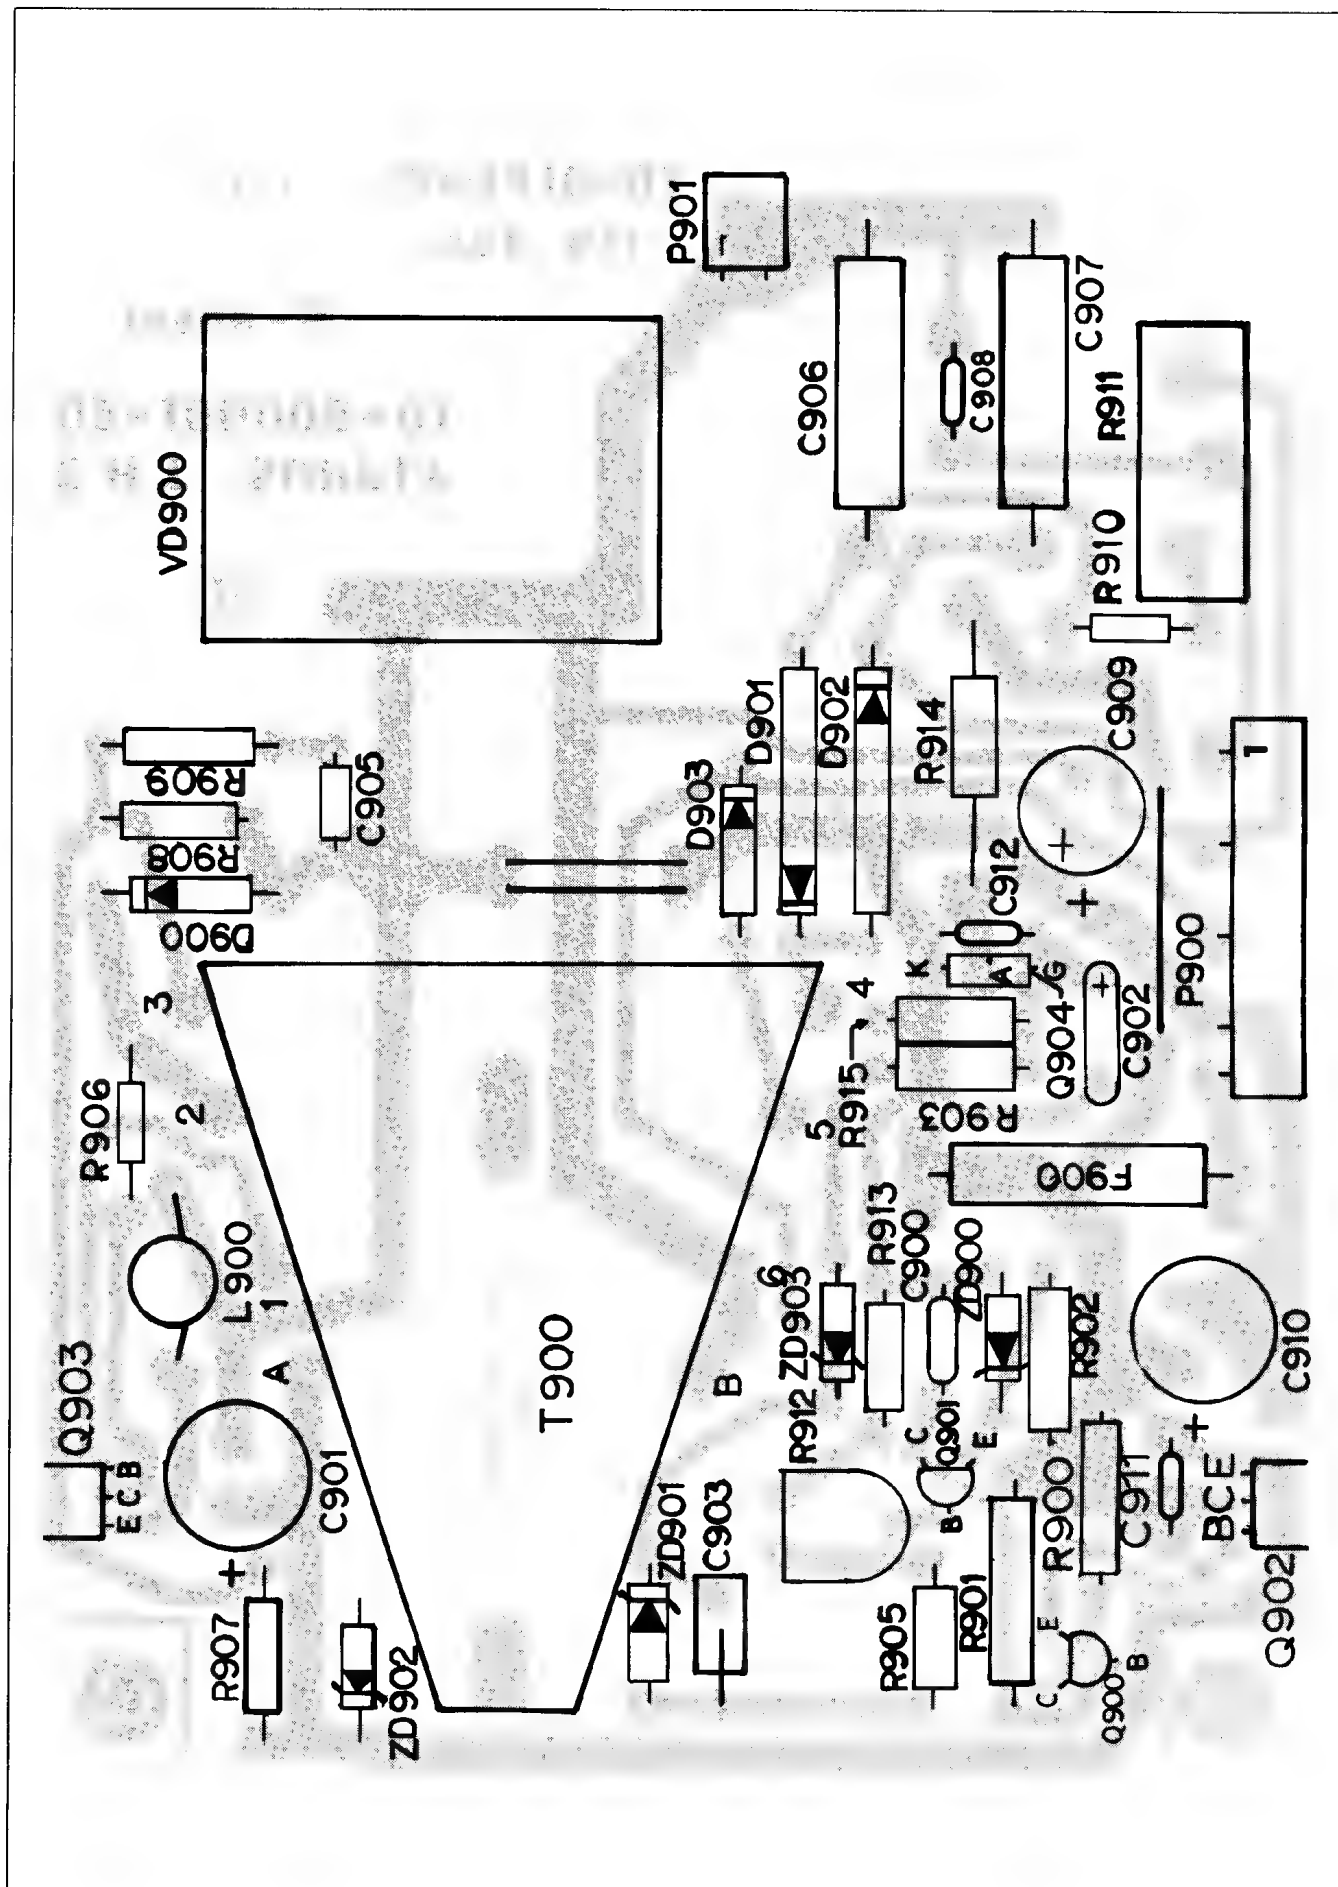 P901
VD900
C906
C908
C907
R911
R910
R909
R908
D900
C905
D903
D901
D902
R914
C909
+
+
1
P900
C912
K
A
G
Q904
C902
+
3
2
4
5
R915
R903
F900
R906
L900
1
A
T900
B
6
ZD903
R913
C900
ZD900
R902
C910
+
Q903
E C B
C901
+
R907
ZD902
ZD901
C903
R912
C
Q901
E
B
R905
R901
R900
C911
BCE
Q902
E
C
B
Q900